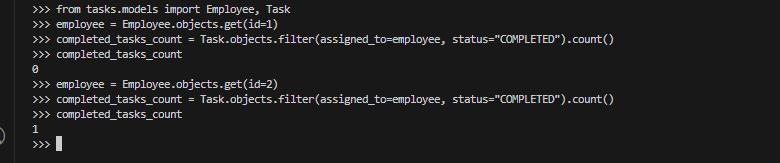 >>> from tasks.models import Employee, Task
>>> employee = Employee.objects.get(id=1)
>>> completed_tasks_count = Task.objects.filter(assigned_to=employee, status="COMPLETED").count()
>>> completed_tasks_count
0
>>> employee = Employee.objects.get(id=2)
>>> completed_tasks_count = Task.objects.filter(assigned_to=employee, status="COMPLETED").count()
>>> completed_tasks_count
1
>>>